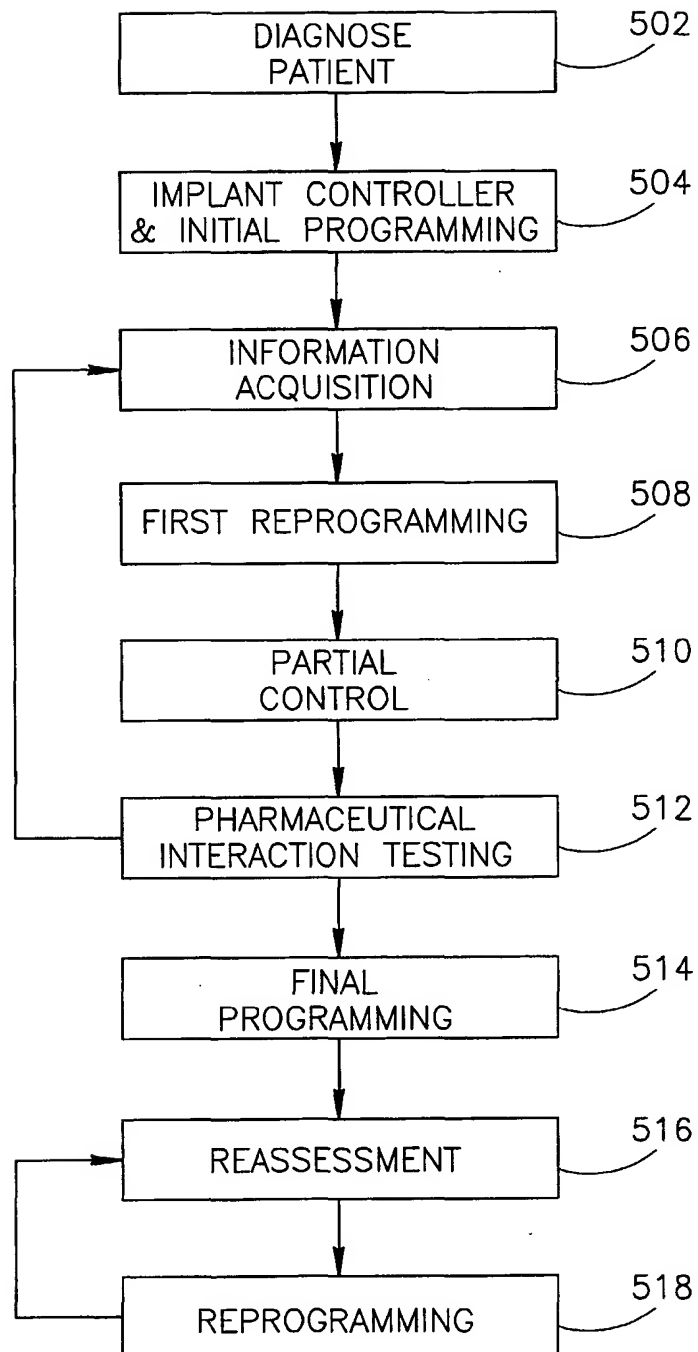 DIAGNOSE
PATIENT
502
IMPLANT CONTROLLER
& INITIAL PROGRAMMING
504
INFORMATION
ACQUISITION
506
FIRST REPROGRAMMING
508
PARTIAL
CONTROL
510
PHARMACEUTICAL
INTERACTION TESTING
512
FINAL
PROGRAMMING
514
REASSESSMENT
516
REPROGRAMMING
518